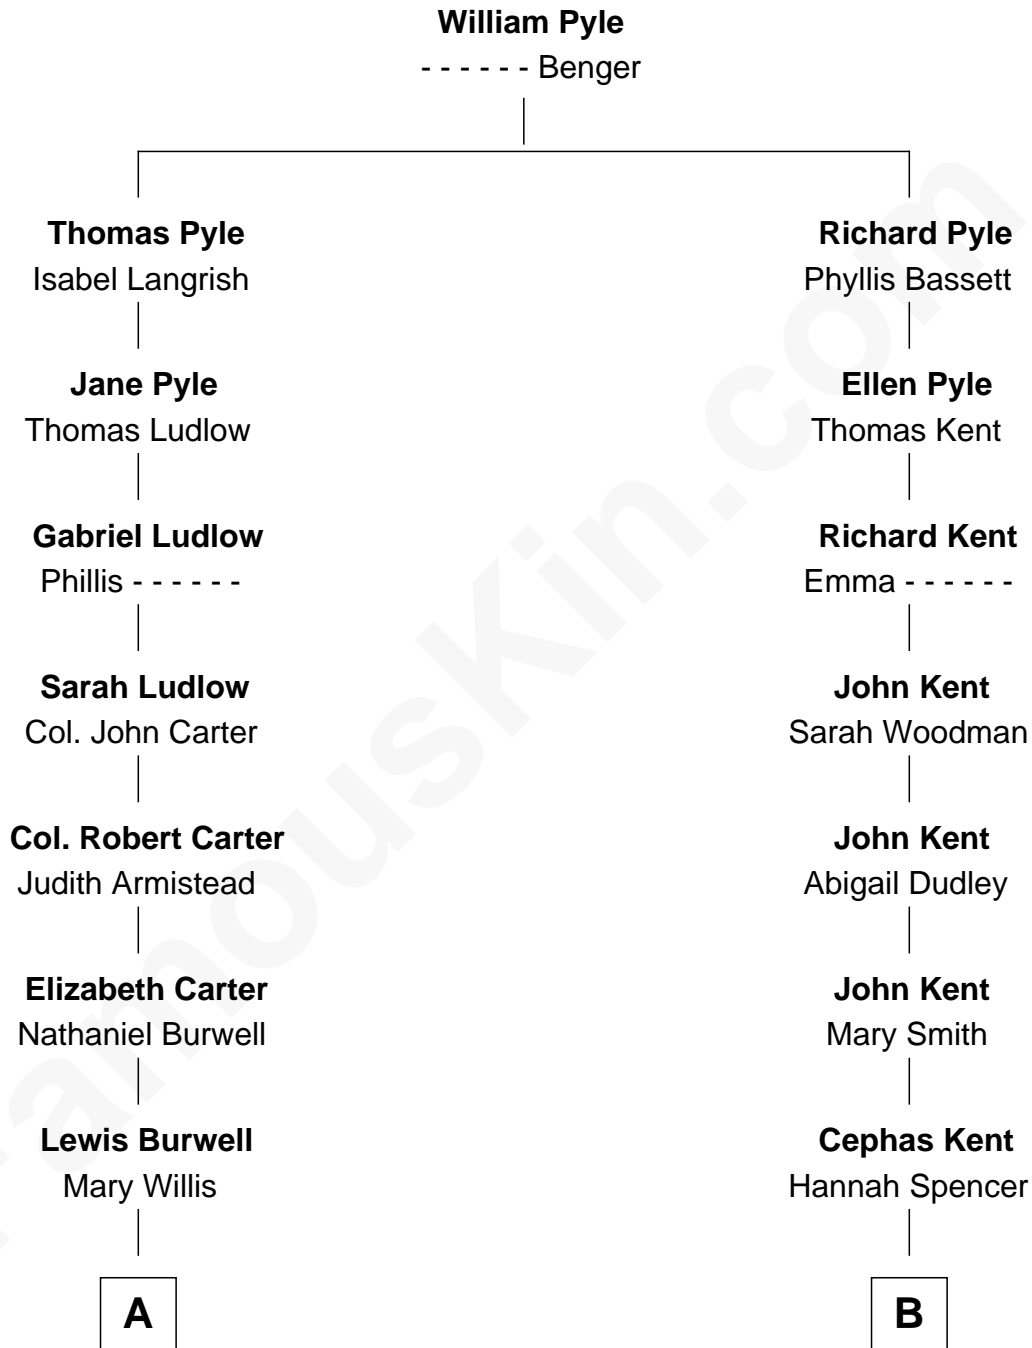 William Pyle
- - - - - - Benger
Thomas Pyle
Isabel Langrish
Richard Pyle
Phyllis Bassett
Jane Pyle
Thomas Ludlow
Ellen Pyle
Thomas Kent
Gabriel Ludlow
Phillis - - - - - -
Richard Kent
Emma - - - - - -
Sarah Ludlow
Col. John Carter
John Kent
Sarah Woodman
Col. Robert Carter
Judith Armistead
John Kent
Abigail Dudley
Elizabeth Carter
Nathaniel Burwell
John Kent
Mary Smith
Lewis Burwell
Mary Willis
Cephas Kent
Hannah Spencer
A
B
FamousKin.com